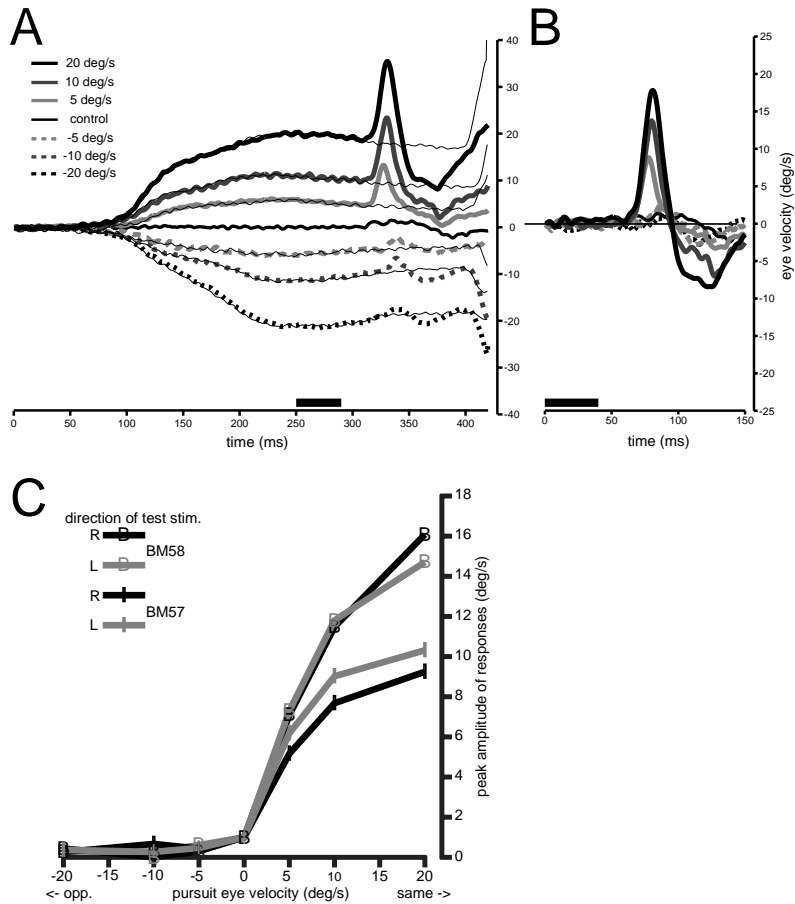 A
B
20 deg/s
10 deg/s
5 deg/s
control
-5 deg/s
-10 deg/s
-20 deg/s
40
30
20
10
0
-10
-20
-30
-40
0 50 100 150 200 250 300 350 400
time (ms)
25
20
15
10
5
0
-5
-10
-15
-20
-25
eye velocity (deg/s)
0 50 100 150
time (ms)
C
direction of test stim.
R B
BM58
L B
R
BM57
L
18
16
14
12
10
8
6
4
2
0
peak amplitude of responses (deg/s)
-20 -15 -10 -5 0 5 10 15 20
<- opp. pursuit eye velocity (deg/s) same ->